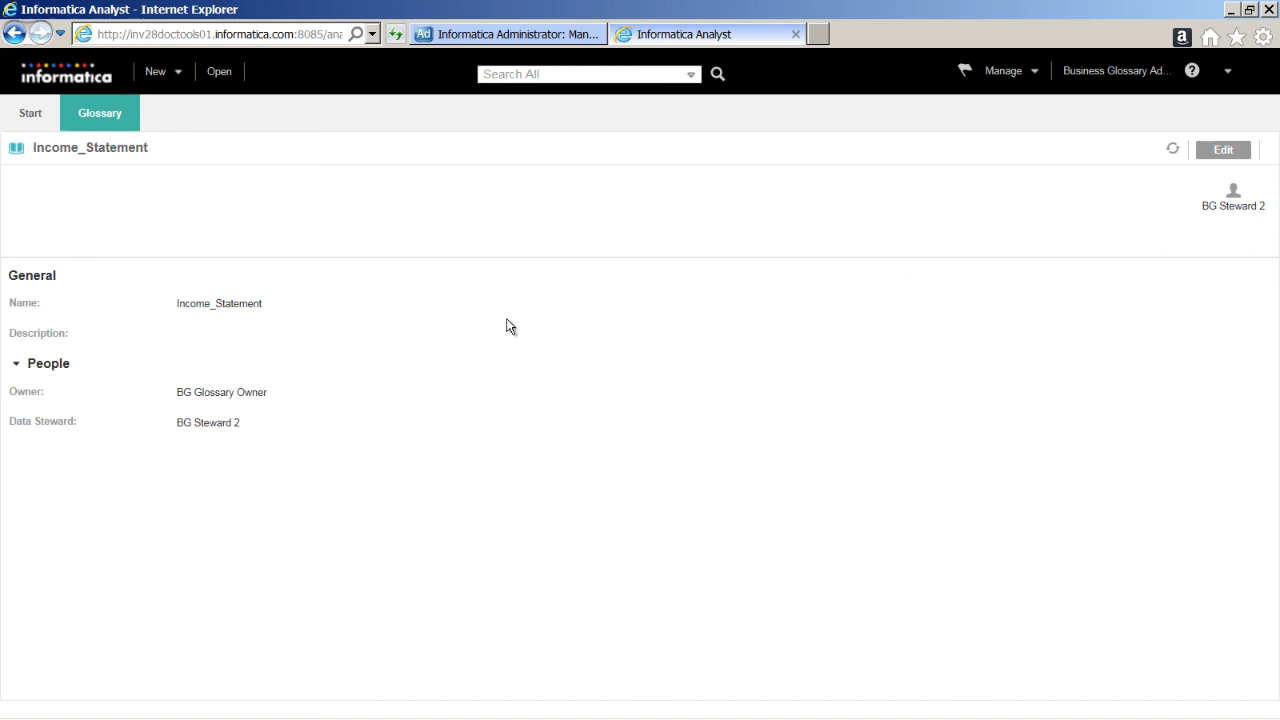 Informatica Analyst - Internet Explorer
http://inv28doctools01.informatica.com:8085/ana
Ad Informatica Administrator: Man...
Informatica Analyst
a
informatica
New
Open
Search All
Manage
Business Glossary Ad...
?
Start
Glossary
Income_Statement
Edit
BG Steward 2
General
Name: Income_Statement
Description:
People
Owner: BG Glossary Owner
Data Steward: BG Steward 2